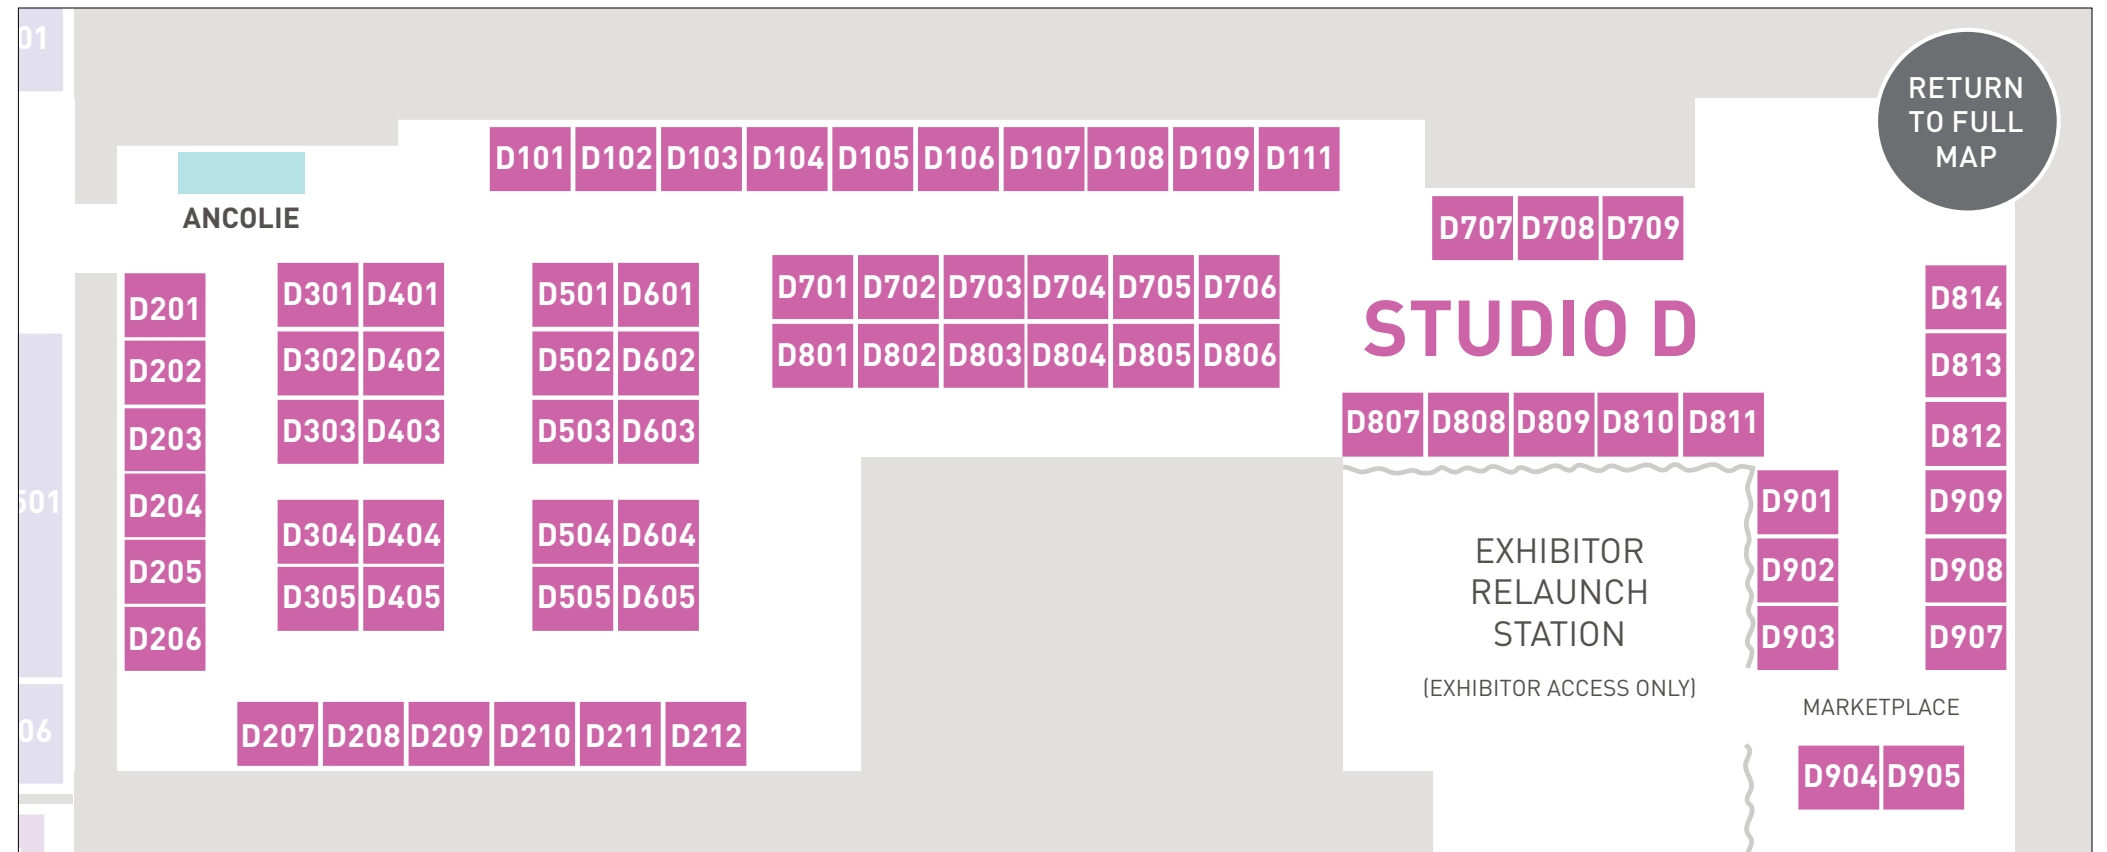 01
RETURN
TO FULL
MAP
D101 D102 D103 D104 D105 D106 D107 D108 D109 D111
ANCOLIE
D707 D708 D709
D201
D202
D203
D204
D205
D206
D301 D401
D302 D402
D303 D403
D304 D404
D305 D405
D501 D601
D502 D602
D503 D603
D504 D604
D505 D605
D701 D702 D703 D704 D705 D706
D801 D802 D803 D804 D805 D806
STUDIO D
D807 D808 D809 D810 D811
D814
D813
D812
D909
D908
D907
D901
D902
D903
501
EXHIBITOR
RELAUNCH
STATION
(EXHIBITOR ACCESS ONLY)
MARKETPLACE
06
D207 D208 D209 D210 D211 D212
D904 D905